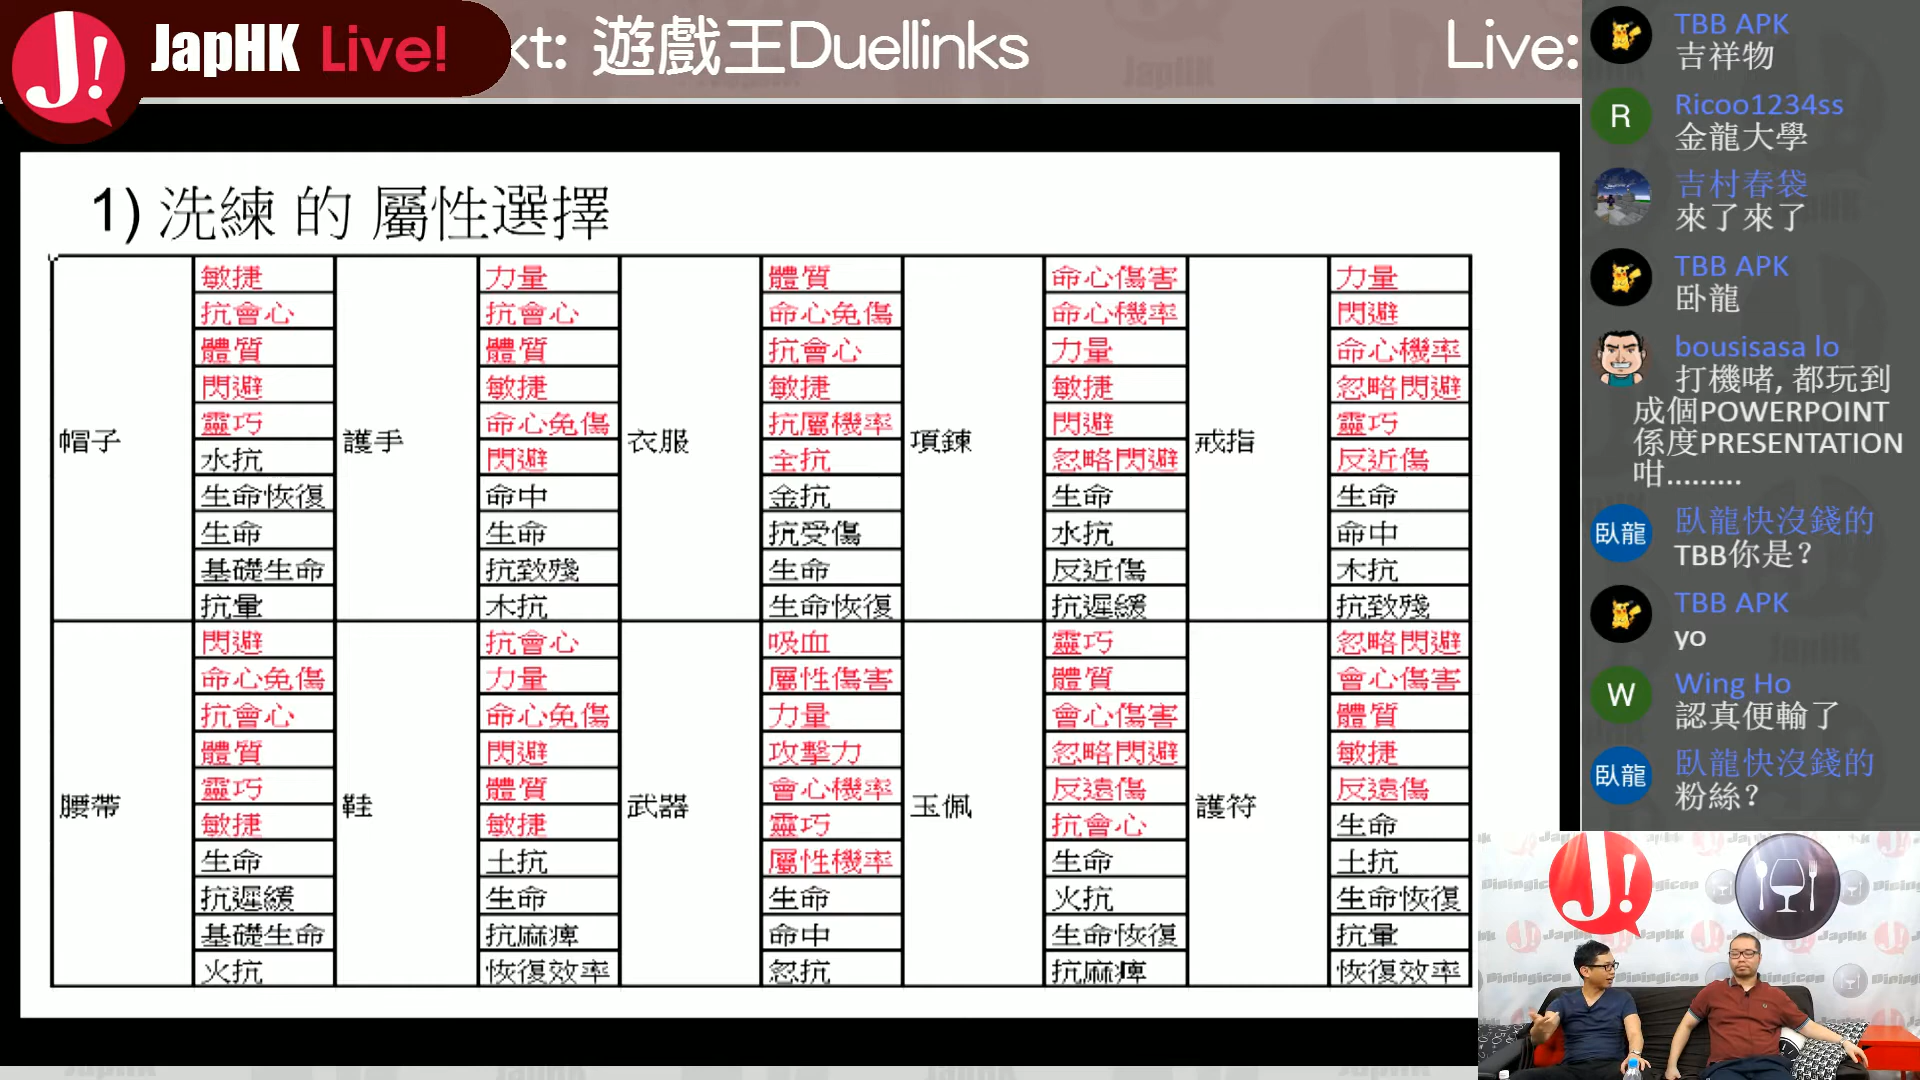 JapHK Live!
xt: 遊戲王Duellinks
Live:
1) 洗練 的 屬性選擇
帽子
敏捷
抗會心
體質
閃避
靈巧
水抗
生命恢復
生命
基礎生命
抗暈
護手
力量
抗會心
體質
敏捷
命心免傷
閃避
命中
生命
抗致殘
木抗
衣服
體質
命心免傷
抗會心
敏捷
抗屬機率
全抗
金抗
抗受傷
生命
生命恢復
項鍊
命心傷害
命心機率
力量
敏捷
閃避
忽略閃避
生命
水抗
反近傷
抗遲緩
戒指
力量
閃避
命心機率
忽略閃避
靈巧
反近傷
生命
命中
木抗
抗致殘
腰帶
閃避
命心免傷
抗會心
體質
靈巧
敏捷
生命
抗遲緩
基礎生命
火抗
鞋
抗會心
力量
命心免傷
閃避
體質
敏捷
土抗
生命
抗麻痺
恢復效率
武器
吸血
屬性傷害
力量
攻擊力
會心機率
靈巧
屬性機率
生命
命中
忽抗
玉佩
靈巧
體質
會心傷害
忽略閃避
反遠傷
抗會心
生命
火抗
生命恢復
抗麻痺
護符
忽略閃避
會心傷害
體質
敏捷
反遠傷
生命
土抗
生命恢復
抗暈
恢復效率
TBB APK
吉祥物
R
Ricoo1234ss
金龍大學
吉村春袋
來了來了
TBB APK
卧龍
bousisasa lo
打機啫, 都玩到
成個POWERPOINT
係度PRESENTATION
咁.........
臥龍
臥龍快沒錢的
TBB你是?
TBB APK
yo
W
Wing Ho
認真便輸了
臥龍
臥龍快沒錢的
粉絲?